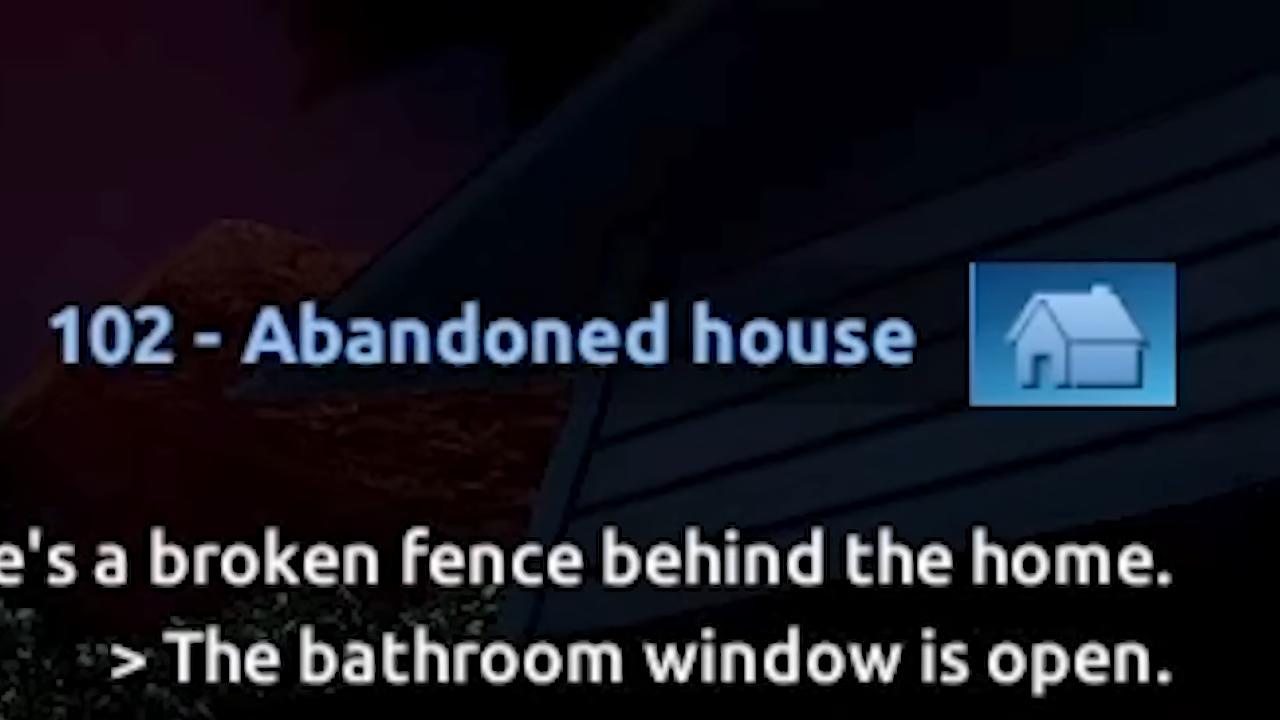 102 - Abandoned house
e's a broken fence behind the home.
> The bathroom window is open.